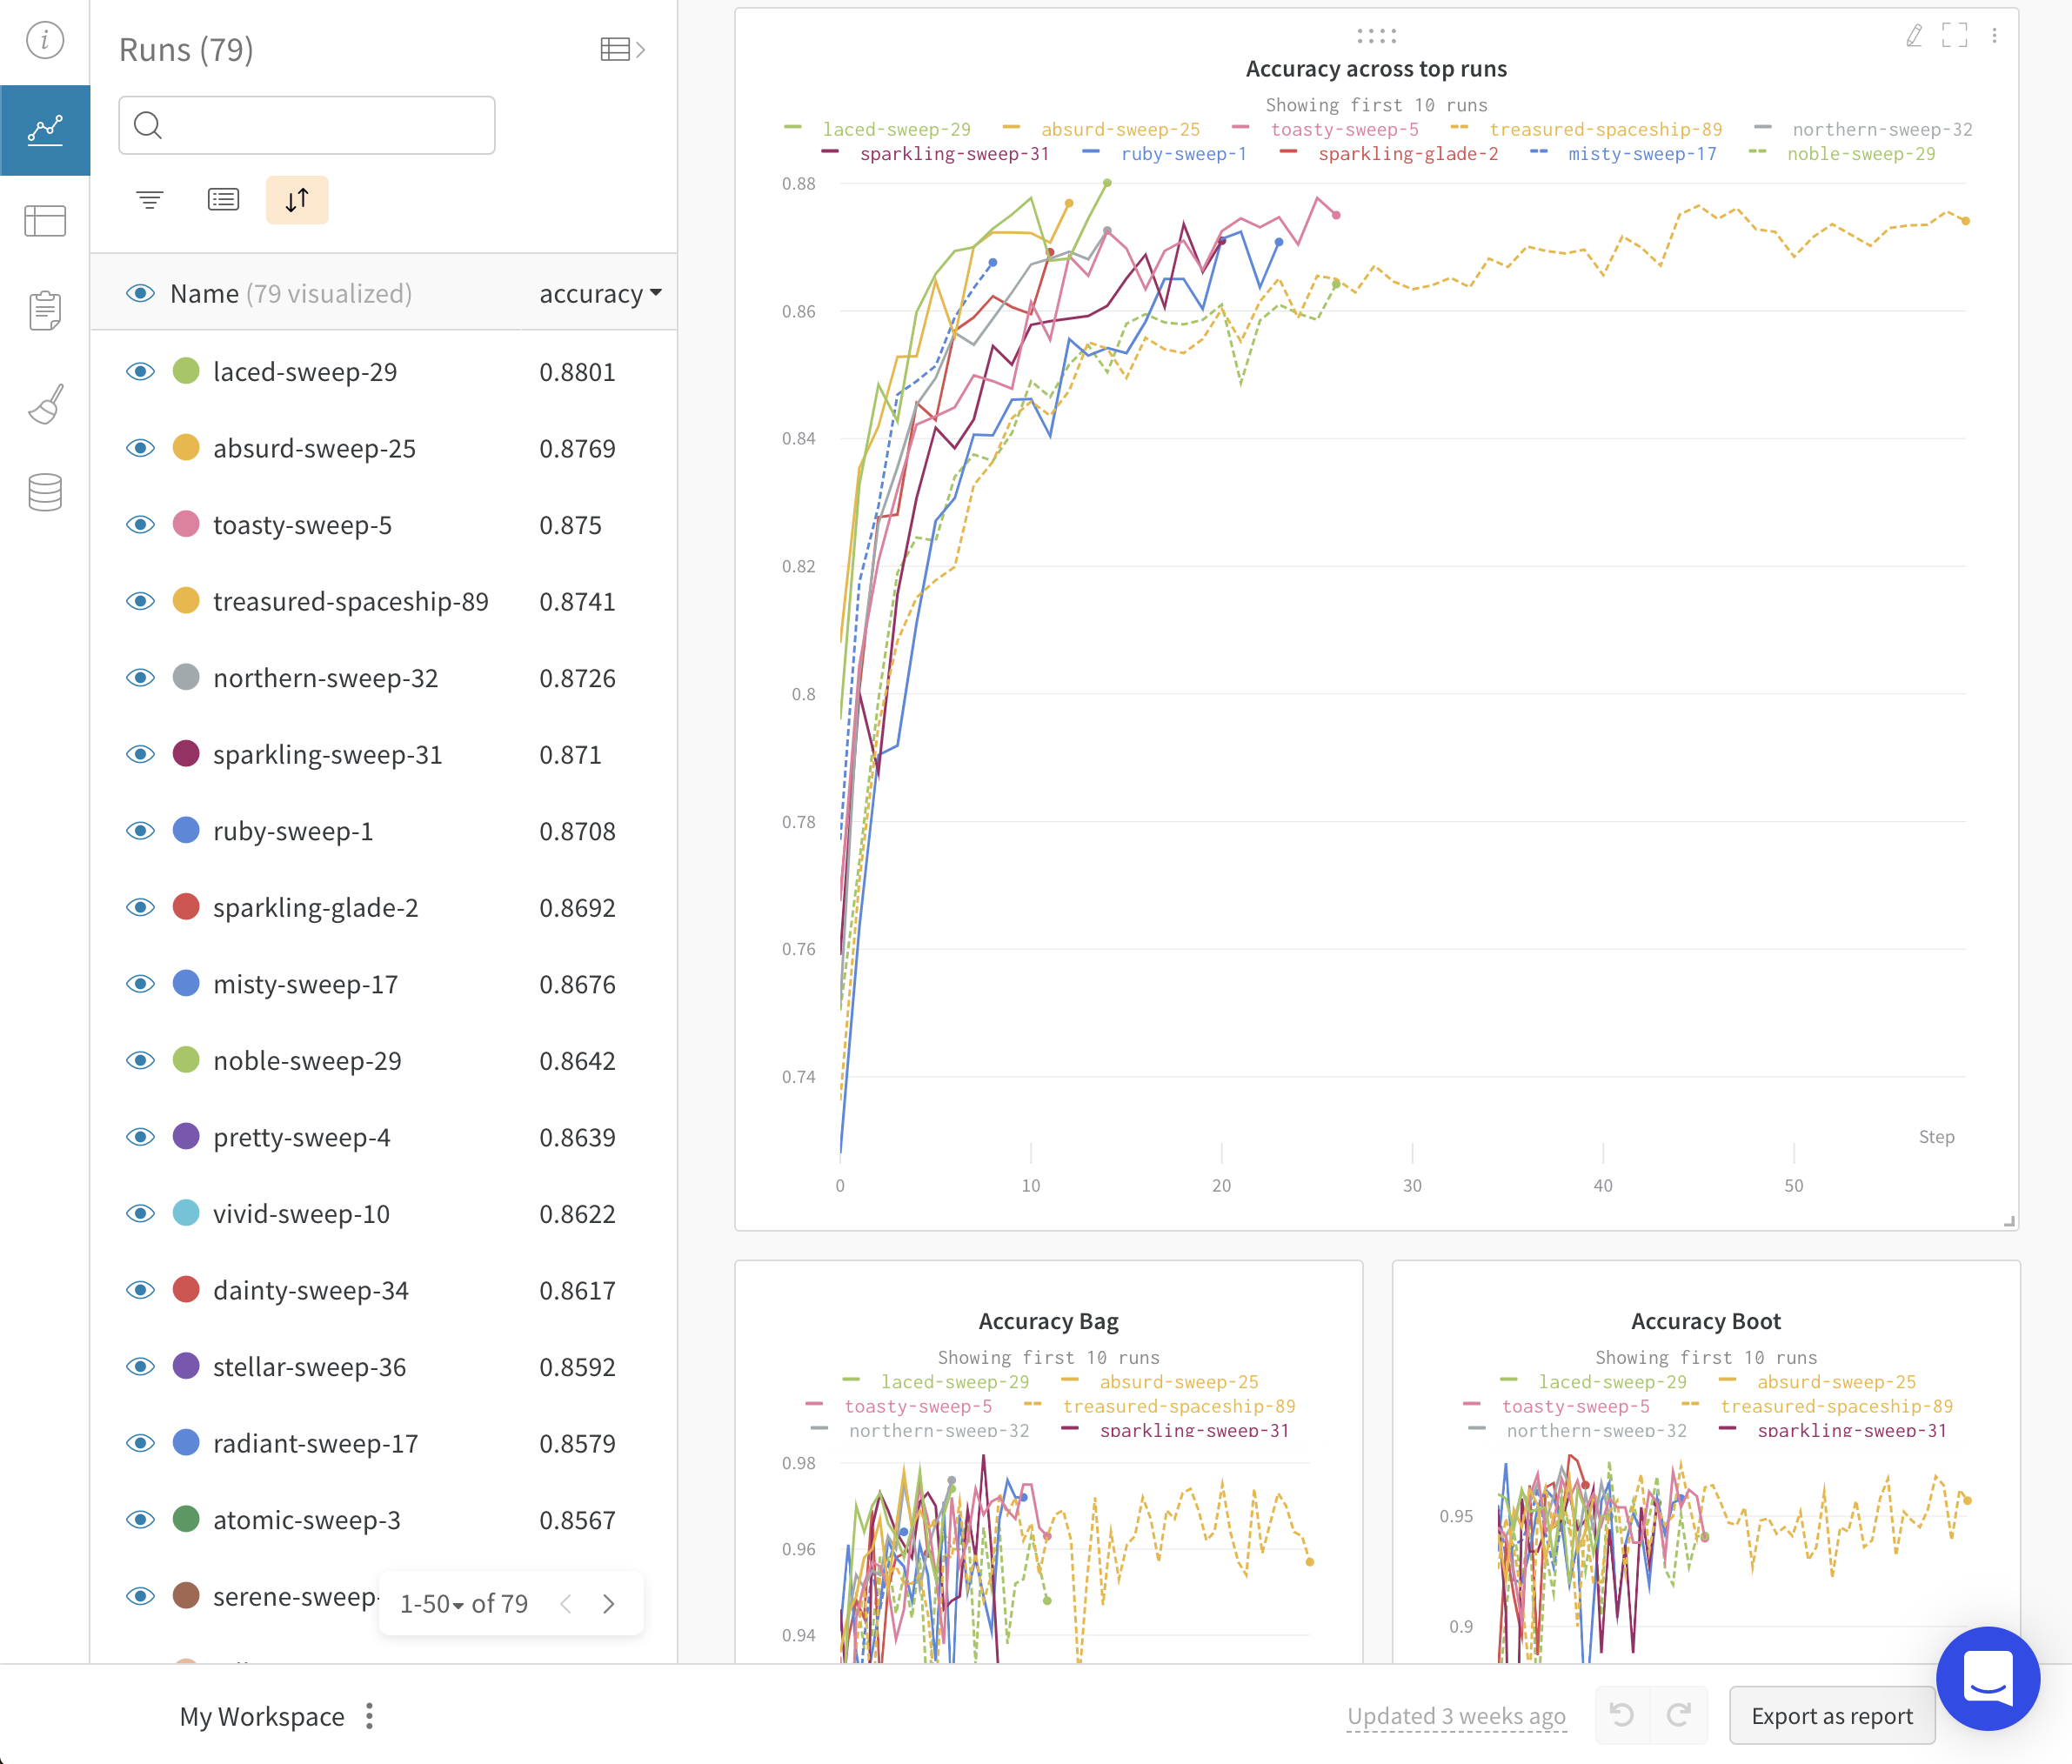 Runs (79)
Name (79 visualized) accuracy
laced-sweep-29 0.8801
absurd-sweep-25 0.8769
toasty-sweep-5 0.875
treasured-spaceship-89 0.8741
northern-sweep-32 0.8726
sparkling-sweep-31 0.871
ruby-sweep-1 0.8708
sparkling-glade-2 0.8692
misty-sweep-17 0.8676
noble-sweep-29 0.8642
pretty-sweep-4 0.8639
vivid-sweep-10 0.8622
dainty-sweep-34 0.8617
stellar-sweep-36 0.8592
radiant-sweep-17 0.8579
atomic-sweep-3 0.8567
serene-sweep-
1-50 of 79
Accuracy across top runs
Showing first 10 runs
laced-sweep-29 absurd-sweep-25 toasty-sweep-5 treasured-spaceship-89 northern-sweep-32
sparkling-sweep-31 ruby-sweep-1 sparkling-glade-2 misty-sweep-17 noble-sweep-29
0.88
0.86
0.84
0.82
0.8
0.78
0.76
0.74
Step
0 10 20 30 40 50
Accuracy Bag
Showing first 10 runs
laced-sweep-29 absurd-sweep-25
toasty-sweep-5 treasured-spaceship-89
northern-sweep-32 sparkling-sweep-31
0.98
0.96
0.94
Accuracy Boot
Showing first 10 runs
laced-sweep-29 absurd-sweep-25
toasty-sweep-5 treasured-spaceship-89
northern-sweep-32 sparkling-sweep-31
0.95
0.9
My Workspace
Updated 3 weeks ago
Export as report